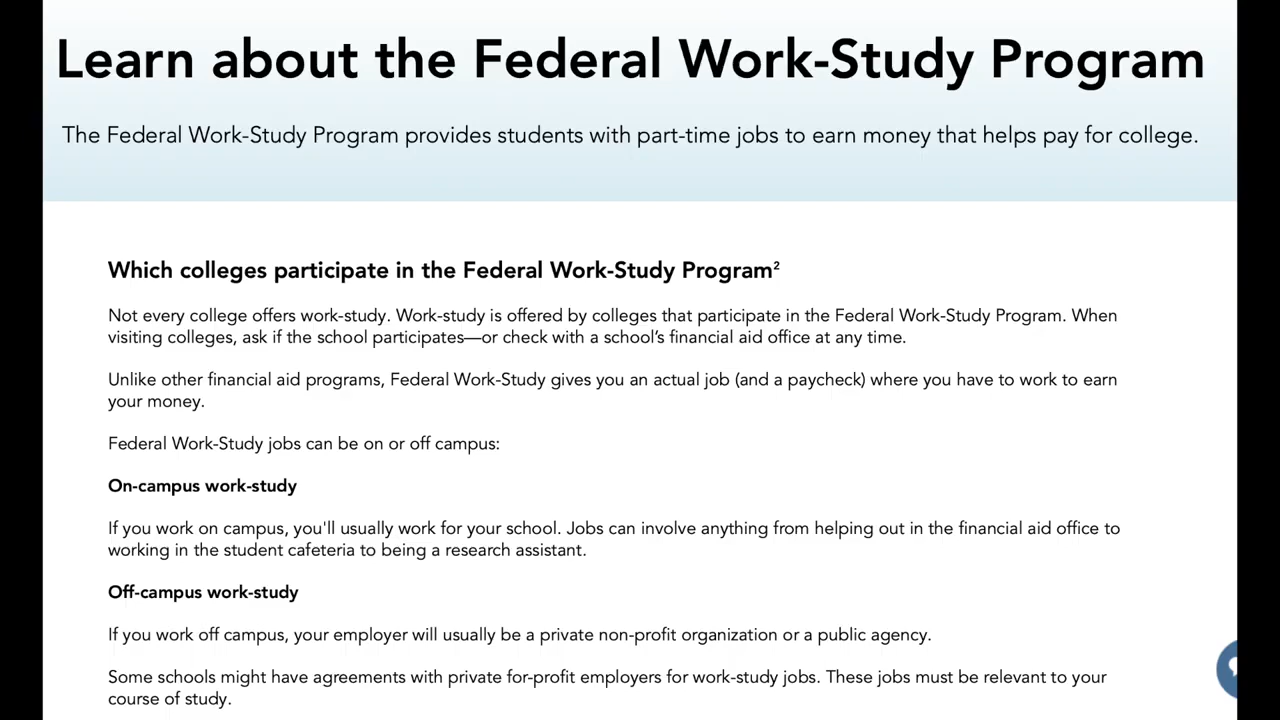 Learn about the Federal Work-Study Program
The Federal Work-Study Program provides students with part-time jobs to earn money that helps pay for college.
Which colleges participate in the Federal Work-Study Program²
Not every college offers work-study. Work-study is offered by colleges that participate in the Federal Work-Study Program. When
visiting colleges, ask if the school participates—or check with a school’s financial aid office at any time.
Unlike other financial aid programs, Federal Work-Study gives you an actual job (and a paycheck) where you have to work to earn
your money.
Federal Work-Study jobs can be on or off campus:
On-campus work-study
If you work on campus, you'll usually work for your school. Jobs can involve anything from helping out in the financial aid office to
working in the student cafeteria to being a research assistant.
Off-campus work-study
If you work off campus, your employer will usually be a private non-profit organization or a public agency.
Some schools might have agreements with private for-profit employers for work-study jobs. These jobs must be relevant to your
course of study.